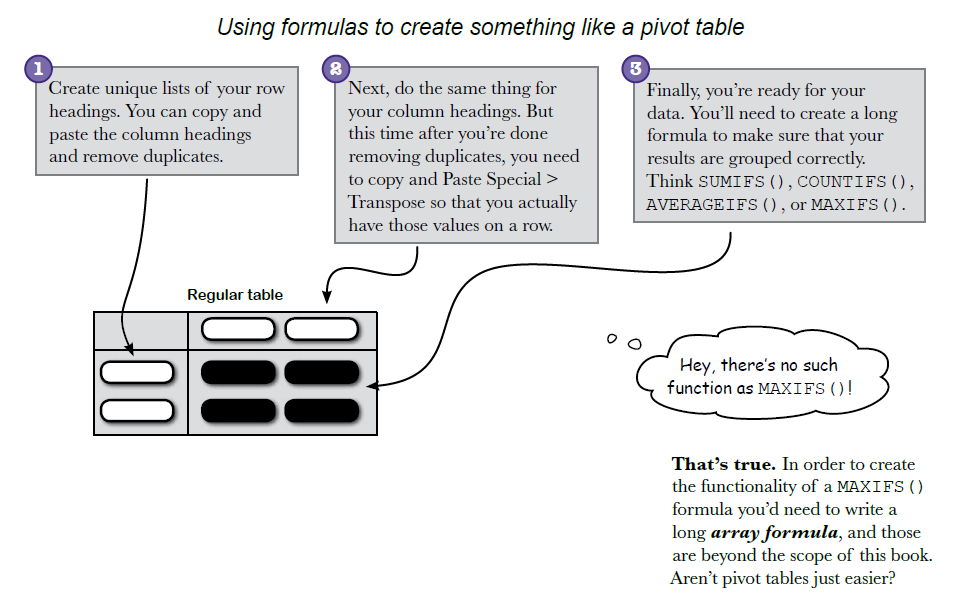 Using formulas to create something like a pivot table
1
Create unique lists of your row
headings. You can copy and
paste the column headings
and remove duplicates.
2
Next, do the same thing for
your column headings. But
this time after you’re done
removing duplicates, you need
to copy and Paste Special >
Transpose so that you actually
have those values on a row.
3
Finally, you’re ready for your
data. You’ll need to create a long
formula to make sure that your
results are grouped correctly.
Think SUMIFS(), COUNTIFS(),
AVERAGEIFS(), or MAXIFS().
Regular table
Hey, there’s no such
function as MAXIFS()!
That’s true. In order to create
the functionality of a MAXIFS()
formula you’d need to write a
long array formula, and those
are beyond the scope of this book.
Aren’t pivot tables just easier?